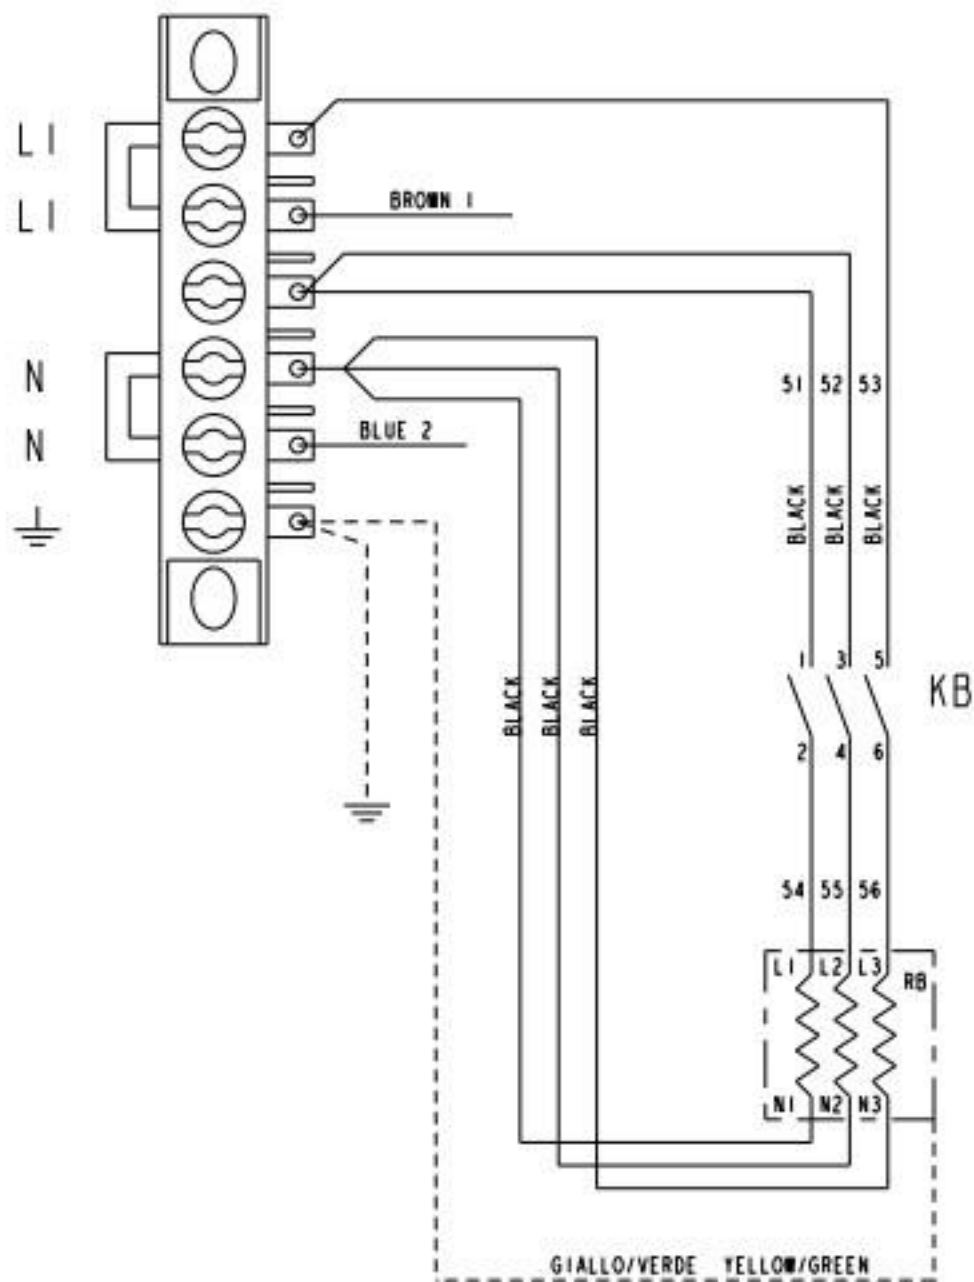 L1
L1
BROWN 1
N
51 52 53
N
BLUE 2
BLACK BLACK BLACK
1 3 5
KB
BLACK BLACK BLACK
2 4 6
54 55 56
L1 L2 L3
RB
N1 N2 N3
GIALLO/VERDE YELLOW/GREEN